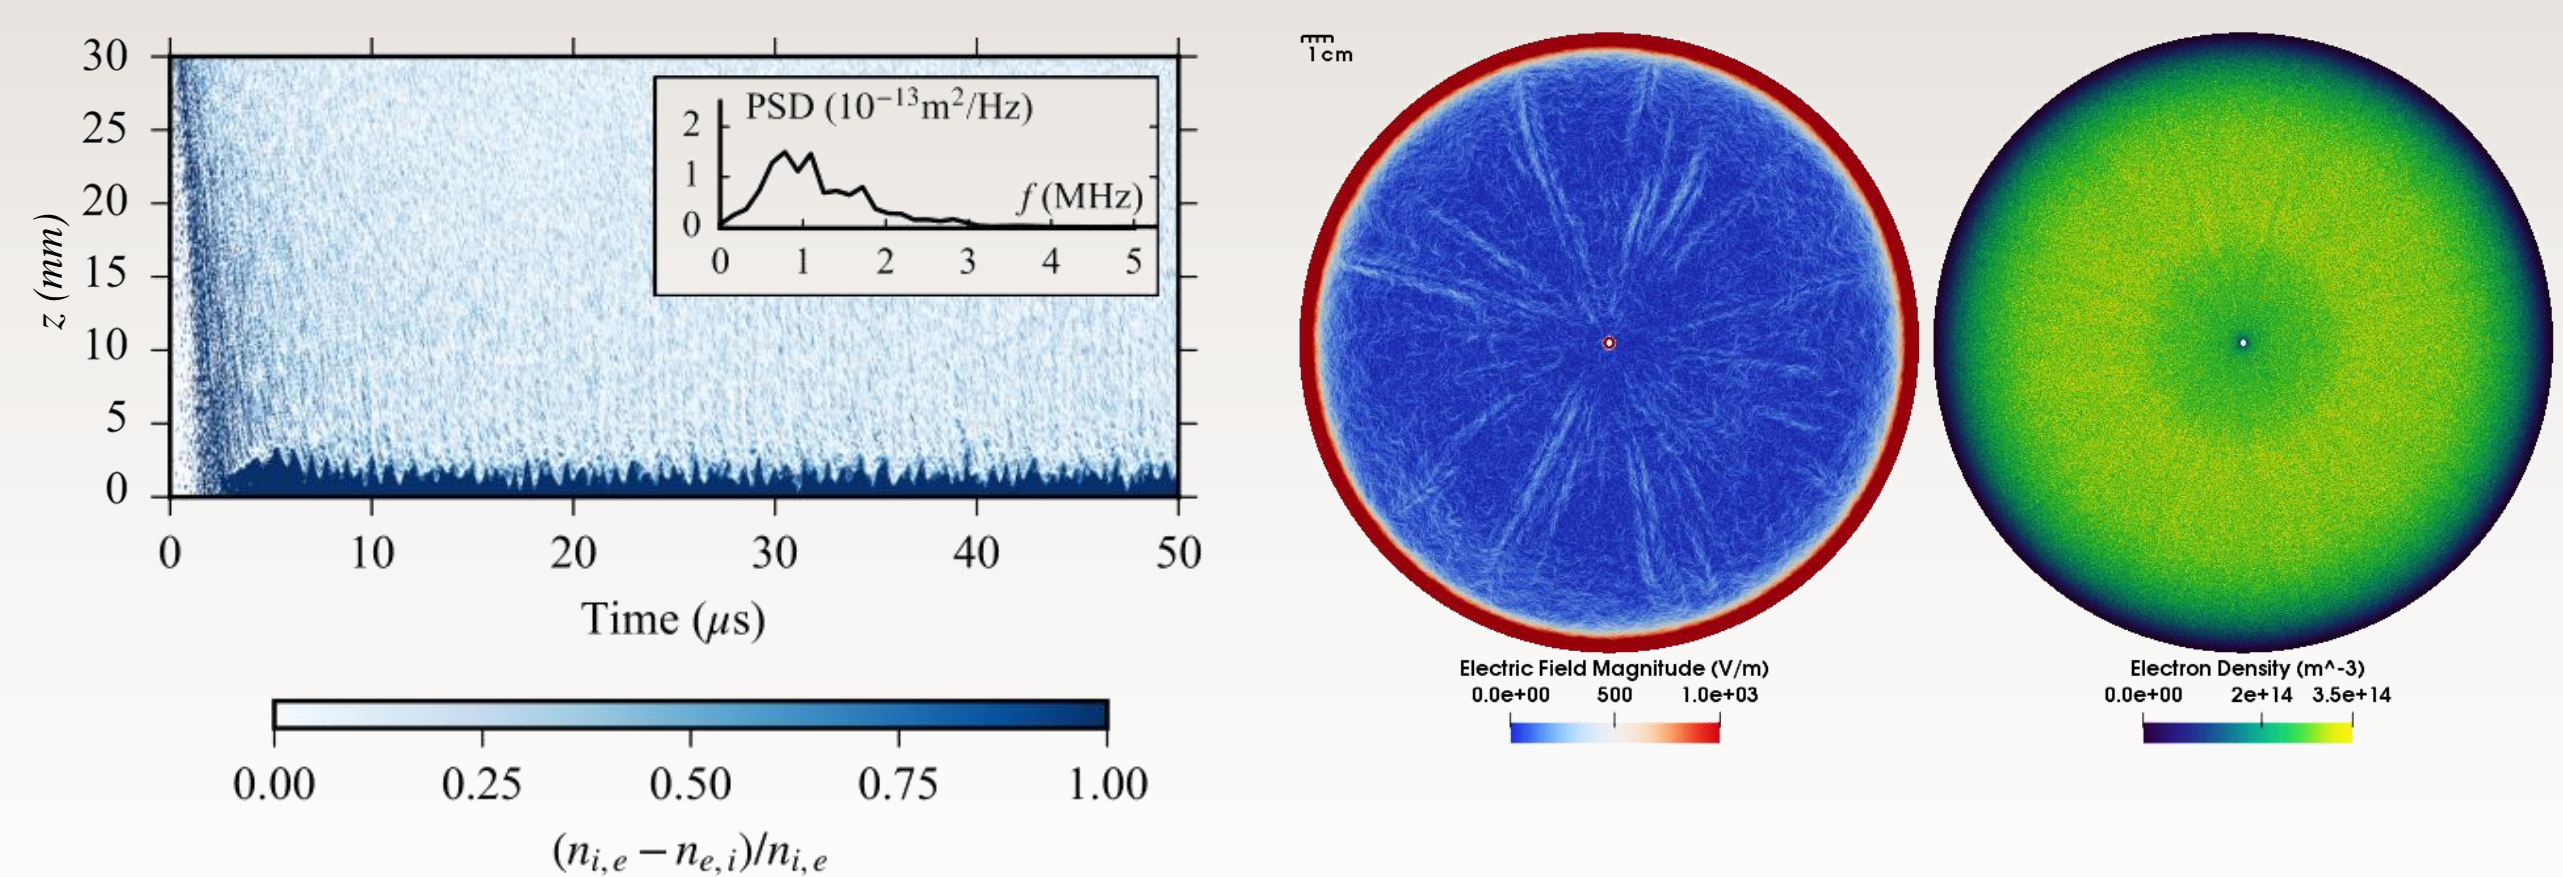 30
25
20
15
10
5
0
z (mm)
PSD (10⁻¹³m²/Hz)
2
1
0
f (MHz)
0 1 2 3 4 5
0 10 20 30 40 50
Time (μs)
0.00 0.25 0.50 0.75 1.00
(n_{i,e} − n_{e,i})/n_{i,e}
1 cm
Electric Field Magnitude (V/m)
0.0e+00 500 1.0e+03
Electron Density (m^-3)
0.0e+00 2e+14 3.5e+14